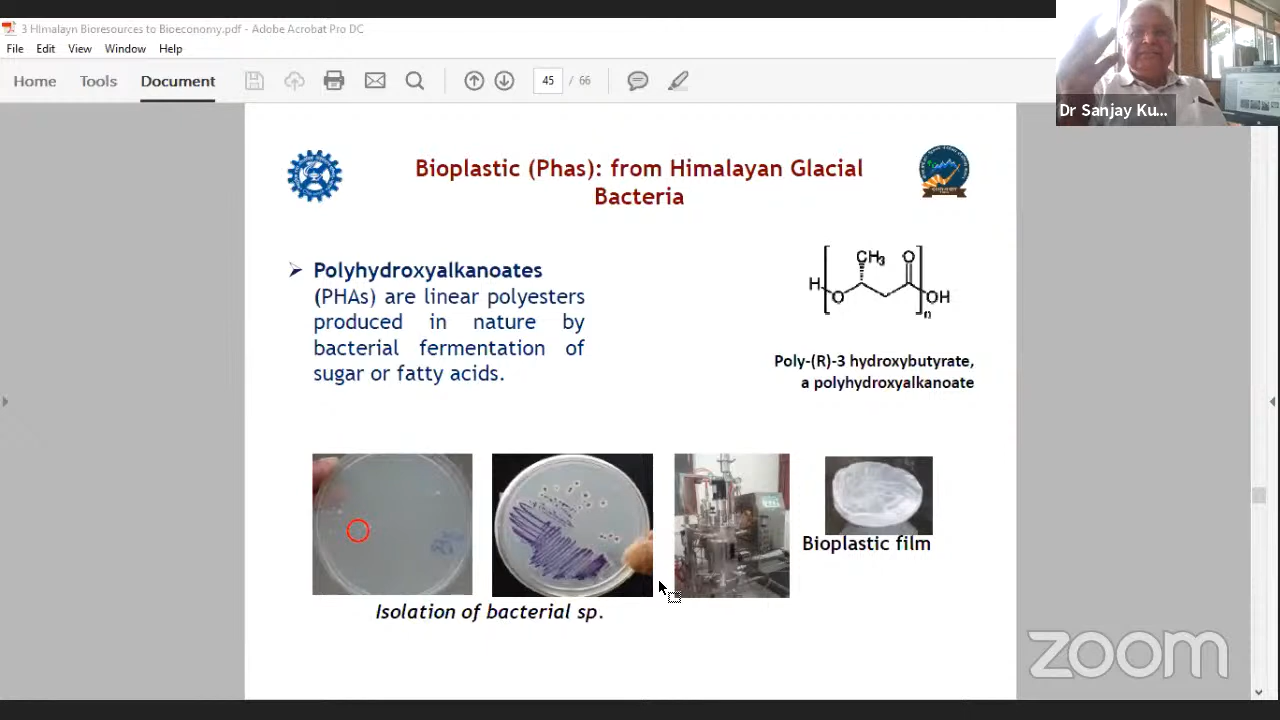 3 HImalayn Bioresources to Bioeconomy.pdf - Adobe Acrobat Pro DC
File Edit View Window Help
Home Tools Document 45 / 66
Dr Sanjay Ku...
Bioplastic (Phas): from Himalayan Glacial
Bacteria
➢ Polyhydroxyalkanoates
(PHAs) are linear polyesters
produced in nature by
bacterial fermentation of
sugar or fatty acids.
CH3 O
H
O OH
n
Poly-(R)-3 hydroxybutyrate,
a polyhydroxyalkanoate
Bioplastic film
Isolation of bacterial sp.
zoom